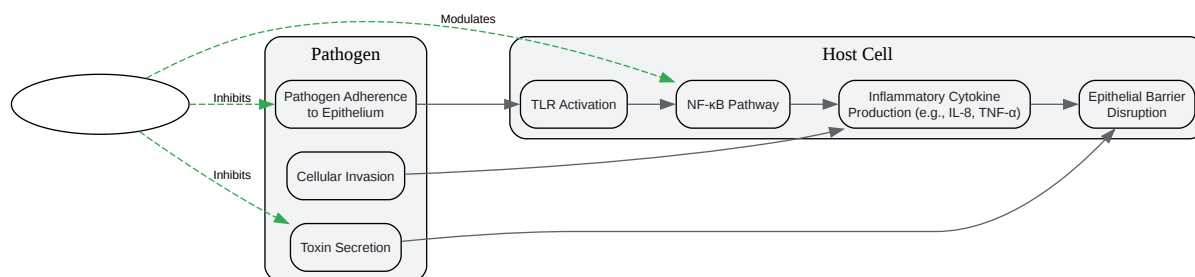 Modulates
Pathogen
Host Cell
Inhibits
Pathogen Adherence
to Epithelium
TLR Activation
NF-κB Pathway
Inflammatory Cytokine
Production (e.g., IL-8, TNF-α)
Epithelial Barrier
Disruption
Inhibits
Cellular Invasion
Toxin Secretion